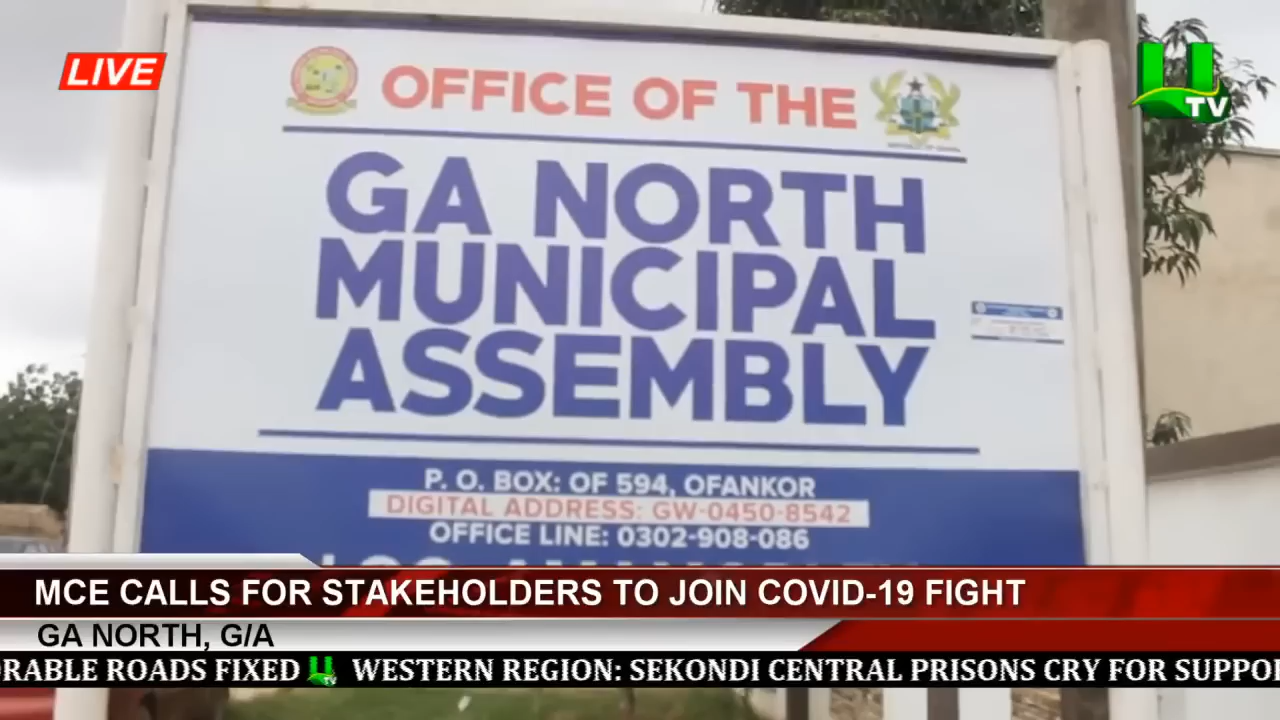 LIVE
U
TV
OFFICE OF THE
GA NORTH
MUNICIPAL
ASSEMBLY
P. O. BOX: OF 594, OFANKOR
DIGITAL ADDRESS: GW-0450-8542
OFFICE LINE: 0302-908-086
MCE CALLS FOR STAKEHOLDERS TO JOIN COVID-19 FIGHT
GA NORTH, G/A
ORABLE ROADS FIXED U TV WESTERN REGION: SEKONDI CENTRAL PRISONS CRY FOR SUPPO